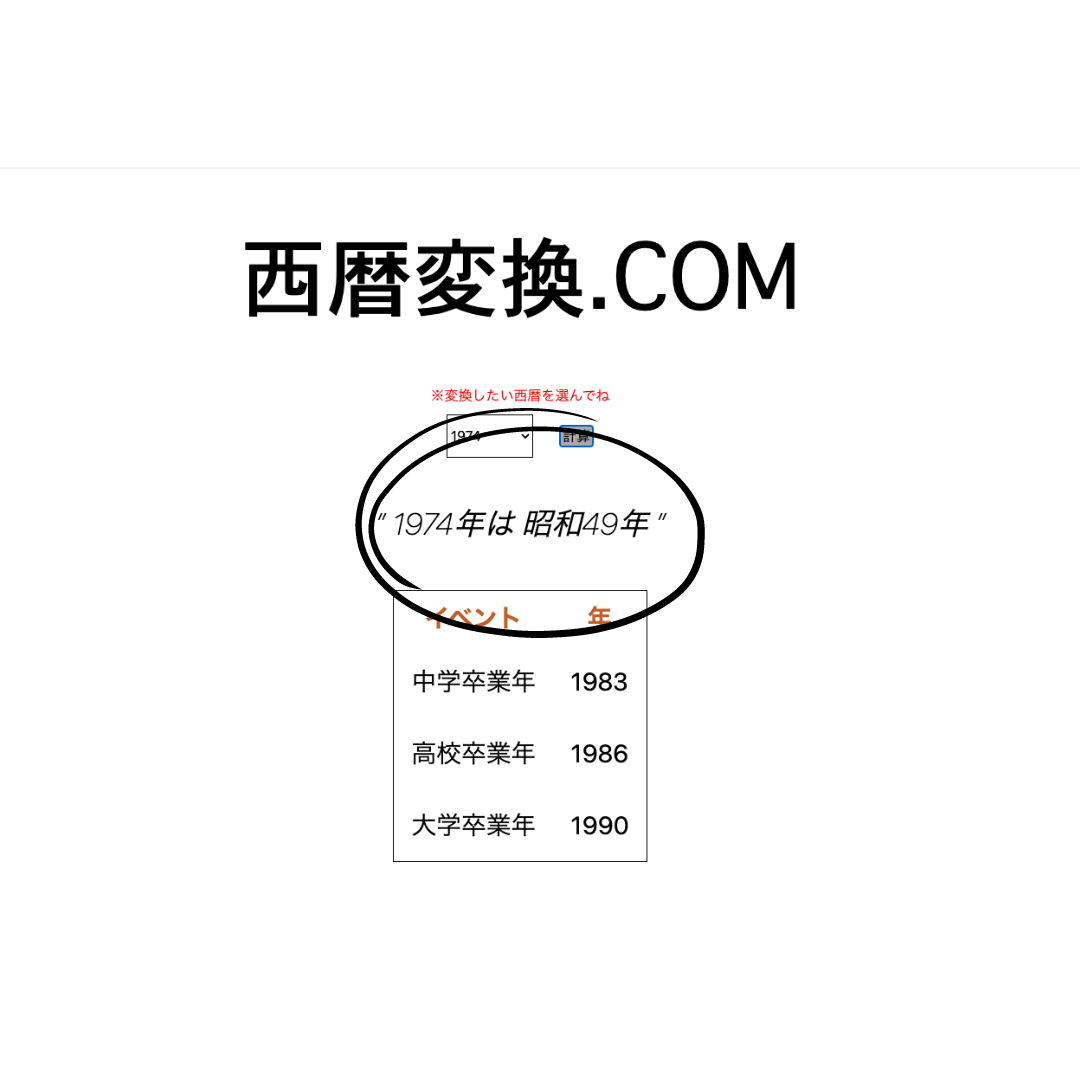 西暦変換.COM
※変換したい西暦を選んでね
1974 計算
" 1974年は 昭和49年 "
イベント 年
中学卒業年 1983
高校卒業年 1986
大学卒業年 1990